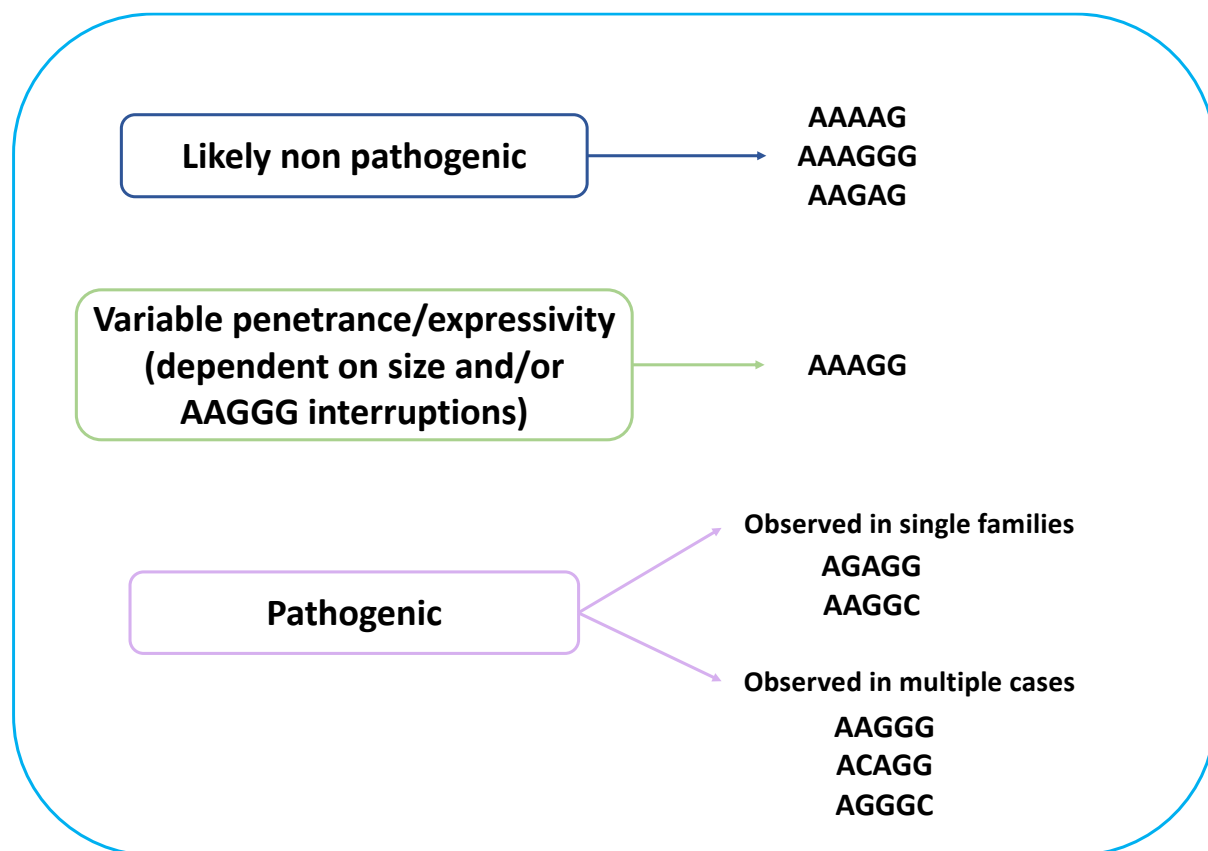 Likely non pathogenic
AAAAG
AAAGGG
AAGAG
Variable penetrance/expressivity
(dependent on size and/or
AAGGG interruptions)
AAAGG
Pathogenic
Observed in single families
AGAGG
AAGGC
Observed in multiple cases
AAGGG
ACAGG
AGGGC